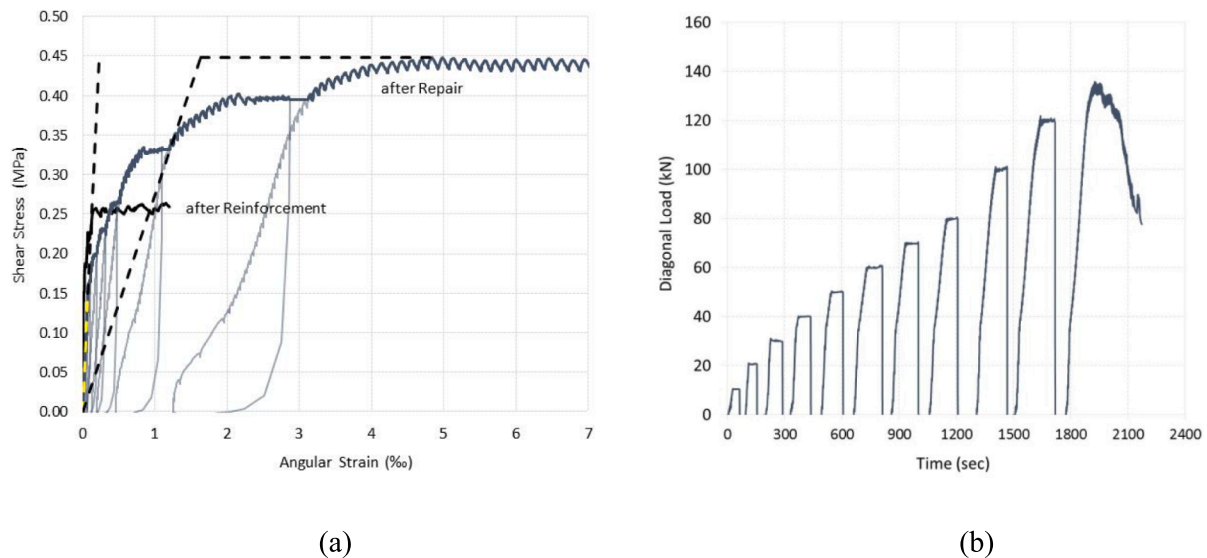 0.50
0.45
0.40
0.35
0.30
0.25
0.20
0.15
0.10
0.05
0.00
Shear Stress (MPa)
after Repair
after Reinforcement
0 1 2 3 4 5 6 7
Angular Strain (‰)
(a)
160
140
120
100
80
60
40
20
0
Diagonal Load (kN)
0 300 600 900 1200 1500 1800 2100 2400
Time (sec)
(b)